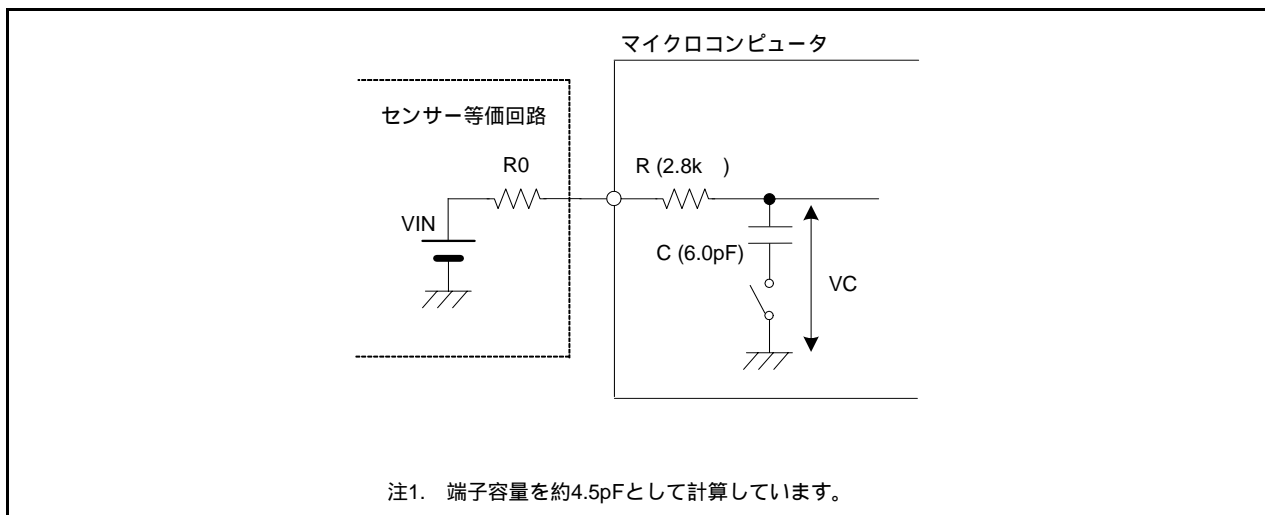 マイクロコンピュータ
センサー等価回路
R0
R (2.8k )
VIN
C (6.0pF)
VC
注1. 端子容量を約4.5pFとして計算しています。